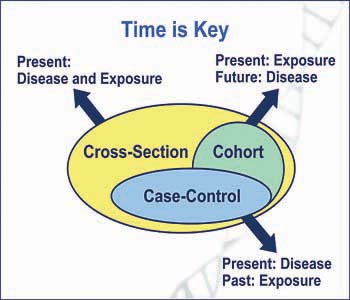 Time is Key
Present:
Disease and Exposure
Present: Exposure
Future: Disease
Cross-Section
Cohort
Case-Control
Present: Disease
Past: Exposure